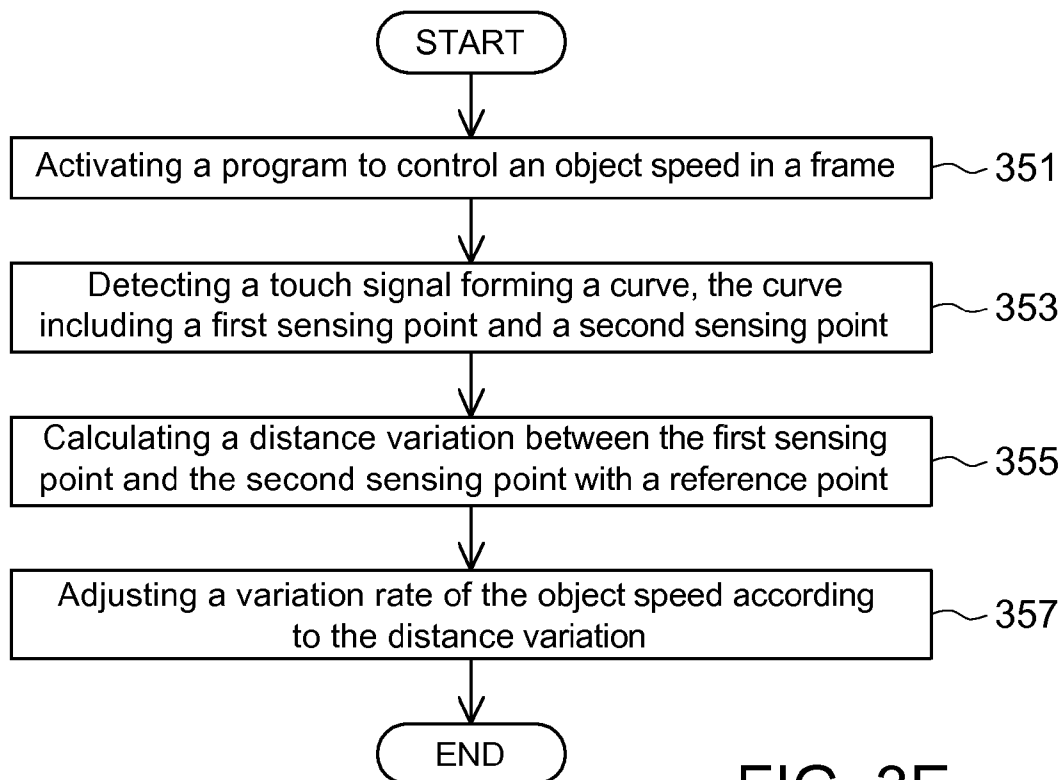 START
Activating a program to control an object speed in a frame
351
Detecting a touch signal forming a curve, the curve
including a first sensing point and a second sensing point
353
Calculating a distance variation between the first sensing
point and the second sensing point with a reference point
355
Adjusting a variation rate of the object speed according
to the distance variation
357
END
FIG.